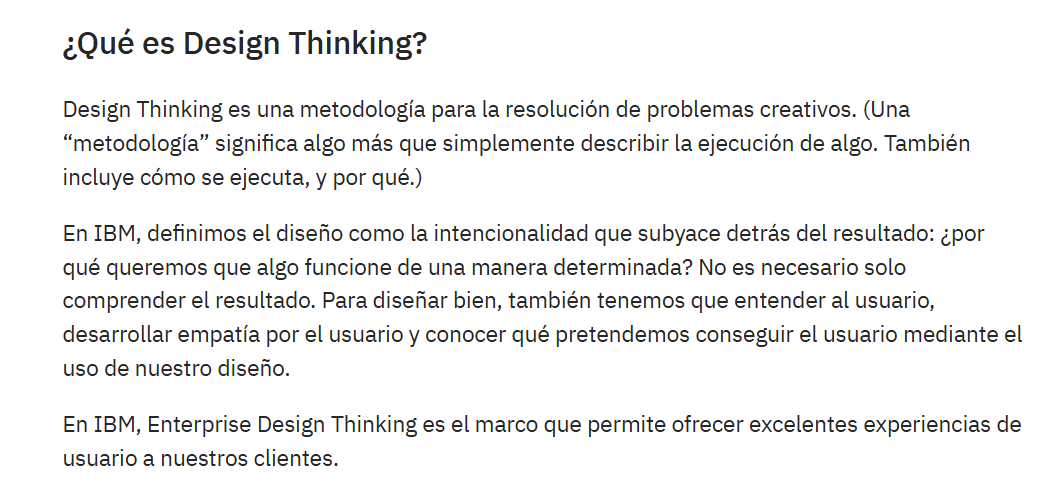 ¿Qué es Design Thinking?
Design Thinking es una metodología para la resolución de problemas creativos. (Una
“metodología” significa algo más que simplemente describir la ejecución de algo. También
incluye cómo se ejecuta, y por qué.)
En IBM, definimos el diseño como la intencionalidad que subyace detrás del resultado: ¿por
qué queremos que algo funcione de una manera determinada? No es necesario solo
comprender el resultado. Para diseñar bien, también tenemos que entender al usuario,
desarrollar empatía por el usuario y conocer qué pretendemos conseguir el usuario mediante el
uso de nuestro diseño.
En IBM, Enterprise Design Thinking es el marco que permite ofrecer excelentes experiencias de
usuario a nuestros clientes.